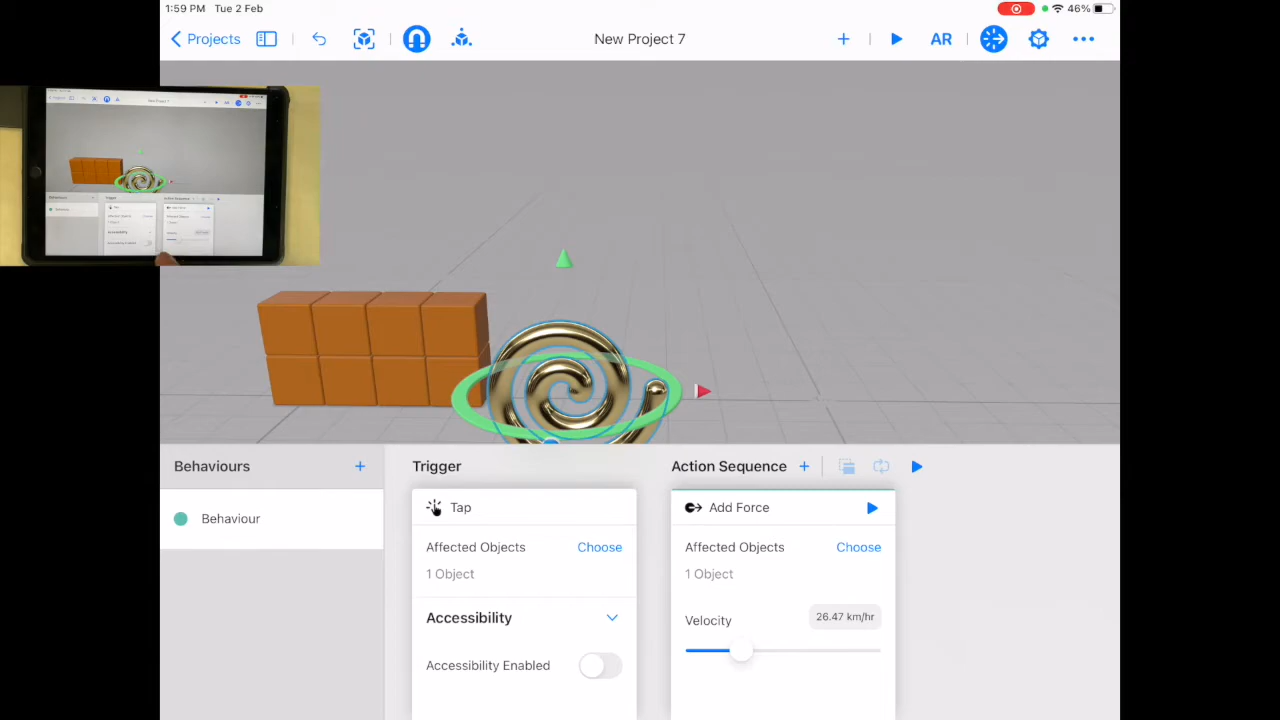 1:59 PM Tue 2 Feb
46%
Projects
New Project 7
AR
Behaviours
Behaviour
Trigger
Tap
Affected Objects Choose
1 Object
Accessibility
Accessibility Enabled
Action Sequence
Add Force
Affected Objects Choose
1 Object
Velocity 26.47 km/hr